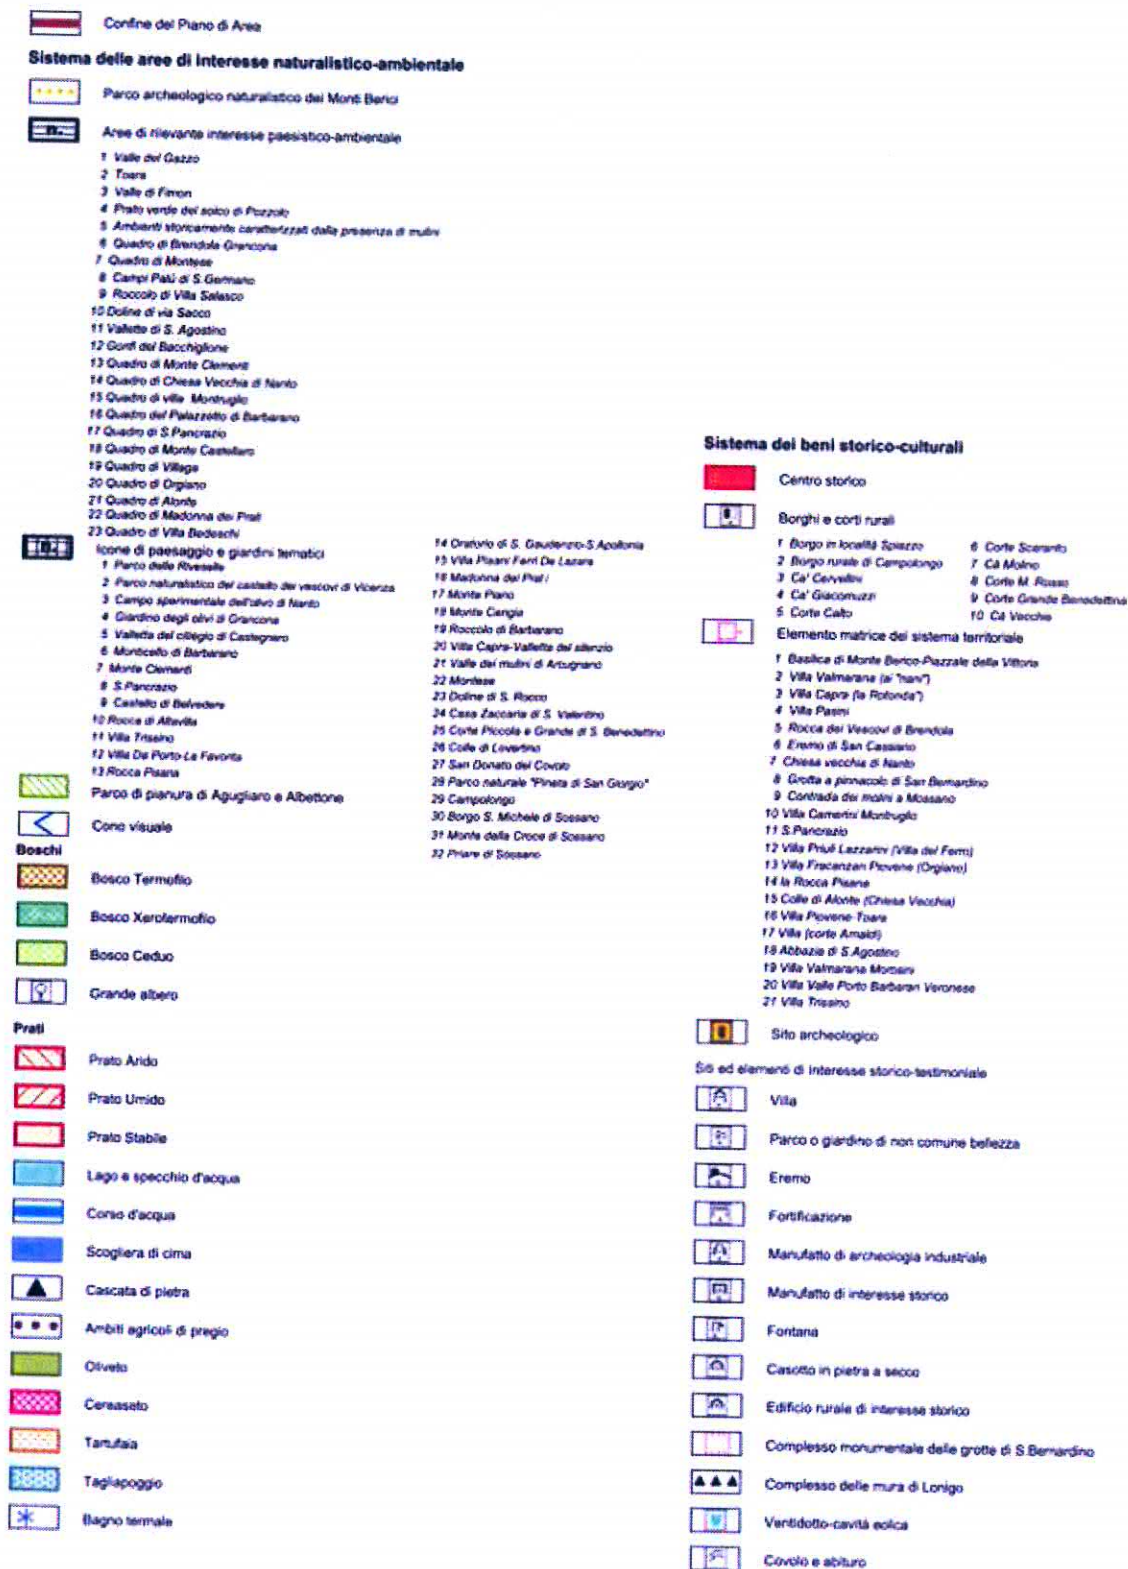 Confine del Piano di Area
Sistema delle aree di interesse naturalistico-ambientale
Parco archeologico naturalistico dei Monti Berici
n.
Aree di rilevante interesse paesistico-ambientale
1 Valle del Gazzo
2 Toara
3 Valle di Fimon
4 Prato verde del solco di Pozzolo
5 Ambienti storicamente caratterizzati dalla presenza di mulini
6 Quadro di Brendola Grancona
7 Quadro di Montese
8 Campi Palù di S.Germano
9 Roccolo di Villa Salasco
10 Doline di via Sacco
11 Vallette di S. Agostino
12 Gorfi del Bacchiglione
13 Quadro di Monte Clementi
14 Quadro di Chiesa Vecchia di Nanto
15 Quadro di villa Montruglio
16 Quadro del Palazzetto di Barbarano
17 Quadro di S.Pancrazio
18 Quadro di Monte Castellaro
19 Quadro di Villaga
20 Quadro di Orgiano
21 Quadro di Alonte
22 Quadro di Madonna dei Prati
23 Quadro di Villa Bedeschi
n.
Icone di paesaggio e giardini tematici
1 Parco delle Riveselle
2 Parco naturalistico del castello dei vescovi di Vicenza
3 Campo sperimentale dell'olivo di Nanto
4 Giardino degli olivi di Grancona
5 Valletta del ciliegio di Castegnero
6 Monticello di Barbarano
7 Monte Clementi
8 S.Pancrazio
9 Castello di Belvedere
10 Rocca di Altavilla
11 Villa Trissino
12 Villa Da Porto-La Favorita
13 Rocca Pisana
14 Oratorio di S. Gaudenzio-S.Apollonia
15 Villa Pisani Ferri De Lazara
16 Madonna dei Prati
17 Monte Piano
18 Monte Cengia
19 Roccolo di Barbarano
20 Villa Capra-Valletta del silenzio
21 Valle dei mulini di Arcugnano
22 Montese
23 Doline di S. Rocco
24 Casa Zaccaria di S. Valentino
25 Corte Piccola e Grande di S. Benedettino
26 Colle di Lovertino
27 San Donato del Covolo
28 Parco naturale "Pineta di San Giorgio"
29 Campolongo
30 Borgo S. Michele di Sossano
31 Monte della Croce di Sossano
32 Priare di Sossano
Parco di pianura di Agugliaro e Albettone
Cono visuale
Boschi
Bosco Termofilo
Bosco Xerotermofilo
Bosco Ceduo
Grande albero
Prati
Prato Arido
Prato Umido
Prato Stabile
Lago e specchio d'acqua
Corso d'acqua
Scogliera di cima
Cascata di pietra
Ambiti agricoli di pregio
Oliveto
Cereaseto
Tartufaia
Tagliapoggio
Bagno termale
Sistema dei beni storico-culturali
Centro storico
Borghi e corti rurali
1 Borgo in località Spiazzo
2 Borgo rurale di Campolongo
3 Ca' Cervellini
4 Ca' Giacomuzzi
5 Corte Calto
6 Corte Scaranto
7 Cà Molino
8 Corte M. Rosso
9 Corte Grande Benedettina
10 Cà Vecchie
Elemento matrice dei sistema territoriale
1 Basilica di Monte Berico-Piazzale della Vittoria
2 Villa Valmarana (ai "nani")
3 Villa Capra (la Rotonda")
4 Villa Pasini
5 Rocca dei Vescovi di Brendola
6 Eremo di San Cassiano
7 Chiesa vecchia di Nanto
8 Grotta a pinnacolo di San Bernardino
9 Contrada dei molini a Mossano
10 Villa Camerini Montruglio
11 S.Pancrazio
12 Villa Priuli Lazzarini (Villa del Ferro)
13 Villa Fracanzan Piovene (Orgiano)
14 la Rocca Pisana
15 Colle di Alonte (Chiesa Vecchia)
16 Villa Piovene-Toara
17 Villa (corte Arnaldi)
18 Abbazia di S.Agostino
19 Villa Valmarana Morosini
20 Villa Valle Porto Barbaran Veronese
21 Villa Trissino
Sito archeologico
Siti ed elementi di interesse storico-testimoniale
Villa
Parco o giardino di non comune bellezza
Eremo
Fortificazione
Manufatto di archeologia industriale
Manufatto di interesse storico
Fontana
Casotto in pietra a secco
Edificio rurale di interesse storico
Complesso monumentale delle grotte di S.Bernardino
Complesso delle mura di Lonigo
Ventidotto-cavità eolica
Covolo e abituro